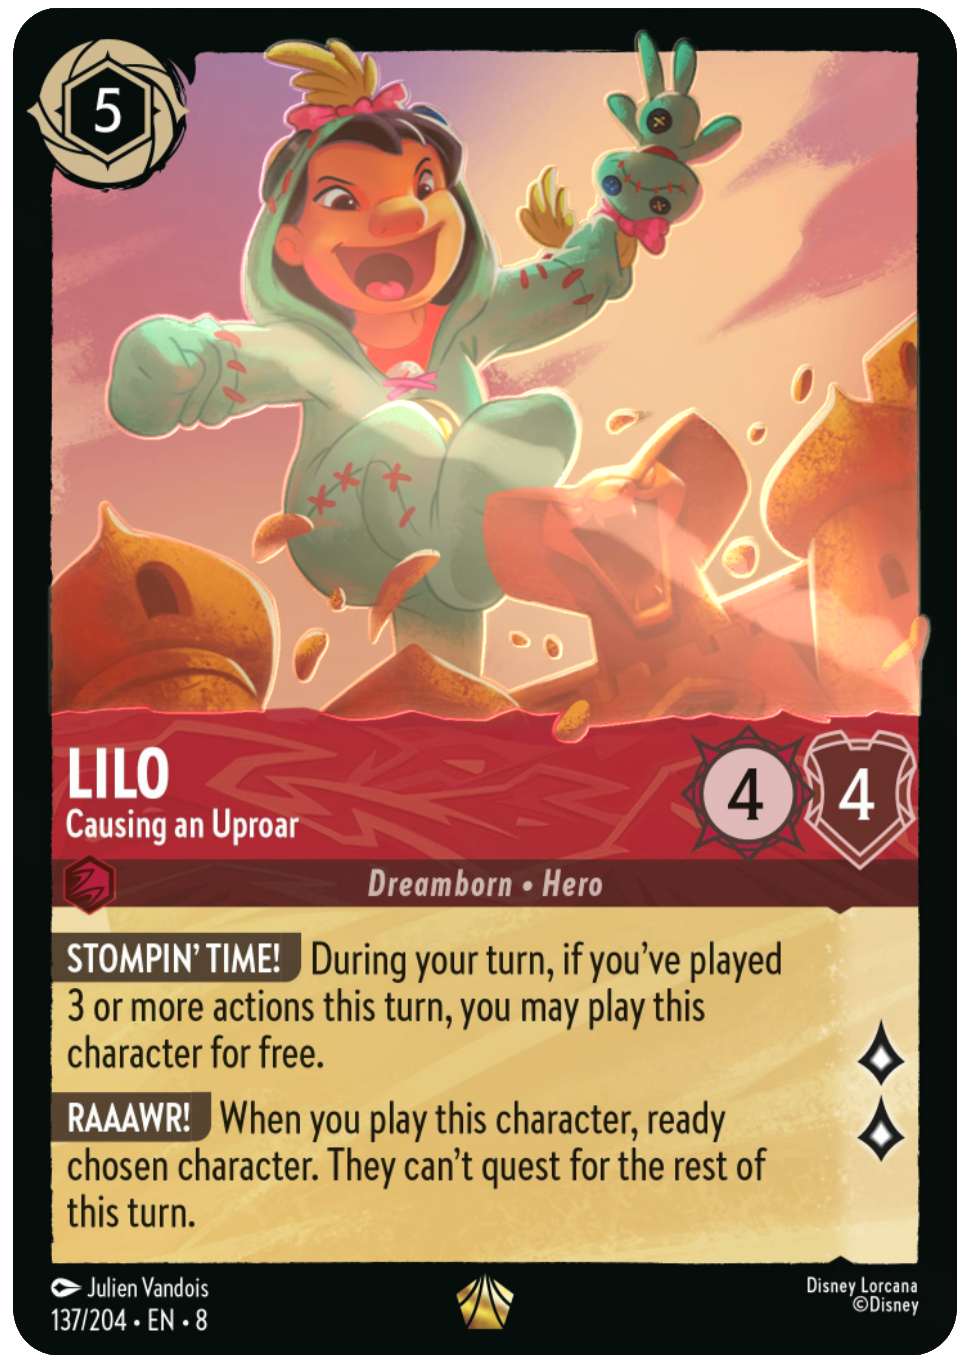 5
LILO
Causing an Uproar
4
4
Dreamborn • Hero
STOMPIN' TIME! During your turn, if you've played
3 or more actions this turn, you may play this
character for free.
RAAAWR! When you play this character, ready
chosen character. They can't quest for the rest of
this turn.
Julien Vandois
137/204 • EN • 8
Disney Lorcana
©Disney